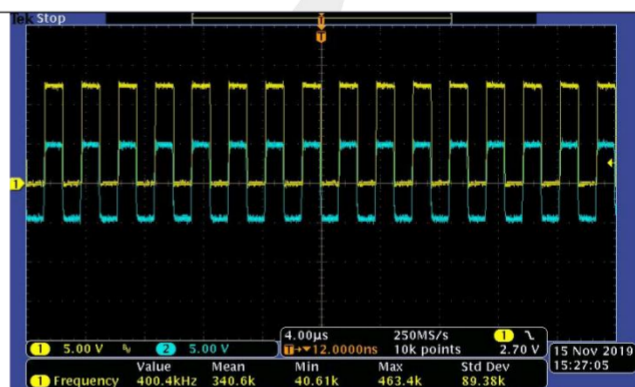 Tek Stop
T
T
1
1 5.00 V 2 5.00 V
4.00µs 250MS/s 1
T→▼12.0000ns 10k points 2.70 V
15 Nov 2019
15:27:05
Value Mean Min Max Std Dev
1 Frequency 400.4kHz 340.6k 40.61k 463.4k 89.38k